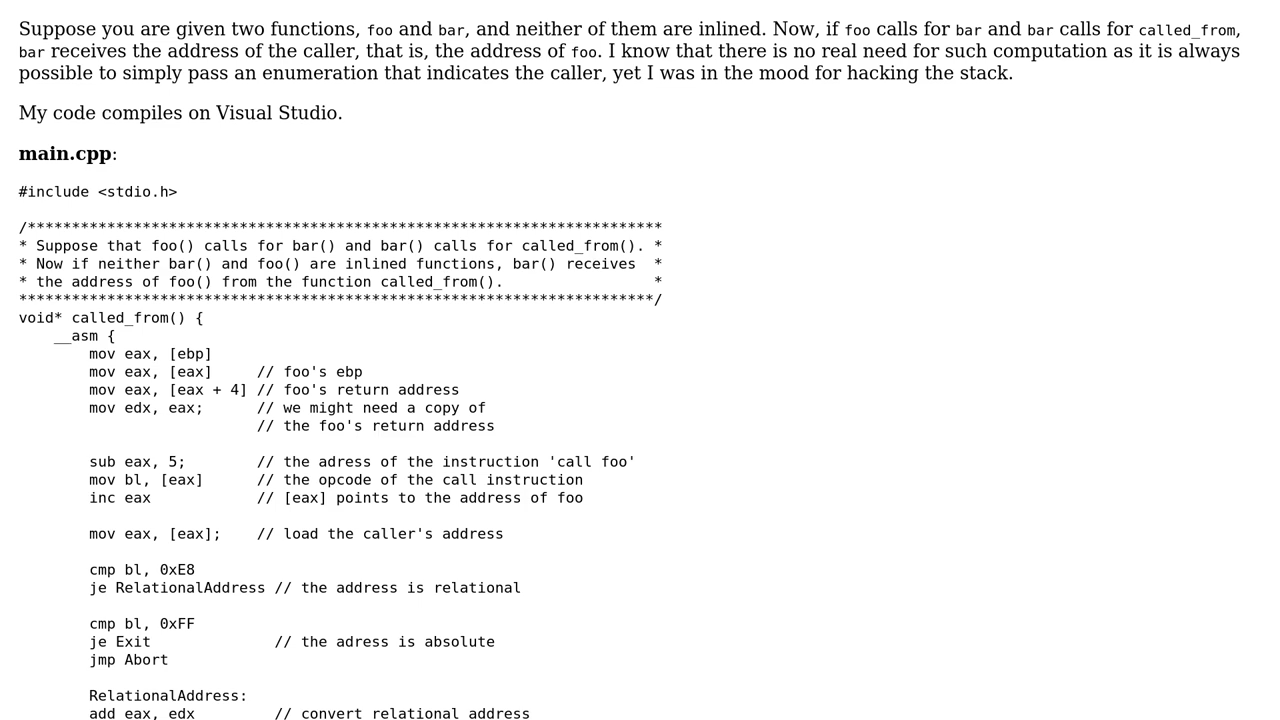 Suppose you are given two functions, foo and bar, and neither of them are inlined. Now, if foo calls for bar and bar calls for called_from,
bar receives the address of the caller, that is, the address of foo. I know that there is no real need for such computation as it is always
possible to simply pass an enumeration that indicates the caller, yet I was in the mood for hacking the stack.
My code compiles on Visual Studio.
main.cpp:
#include <stdio.h>
/************************************************************************
* Suppose that foo() calls for bar() and bar() calls for called_from(). *
* Now if neither bar() and foo() are inlined functions, bar() receives  *
* the address of foo() from the function called_from().                 *
************************************************************************/
void* called_from() {
    __asm {
        mov eax, [ebp]
        mov eax, [eax]     // foo's ebp
        mov eax, [eax + 4] // foo's return address
        mov edx, eax;      // we might need a copy of
                           // the foo's return address
        sub eax, 5;        // the adress of the instruction 'call foo'
        mov bl, [eax]      // the opcode of the call instruction
        inc eax            // [eax] points to the address of foo
        mov eax, [eax];    // load the caller's address
        cmp bl, 0xE8
        je RelationalAddress // the address is relational
        cmp bl, 0xFF
        je Exit              // the adress is absolute
        jmp Abort
        RelationalAddress:
        add eax, edx         // convert relational address